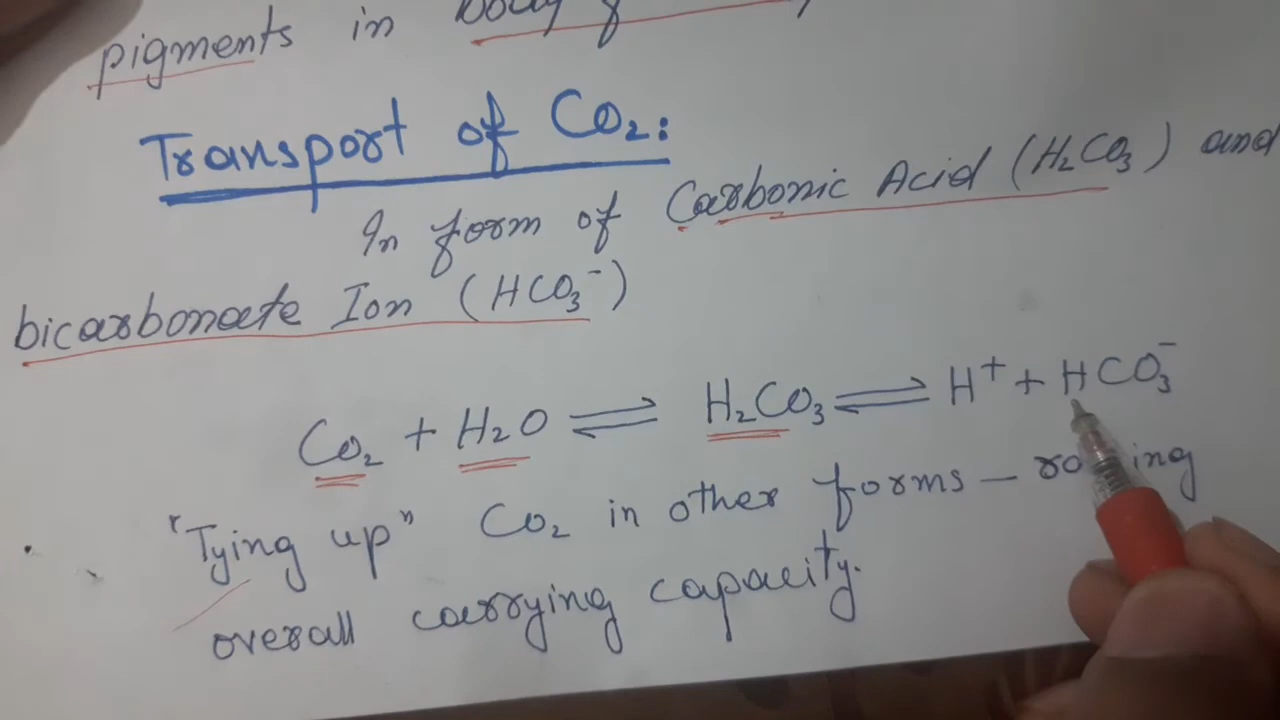 pigments in
Transport of CO₂:
In form of Carbonic Acid (H₂CO₃) and
bicarbonate Ion (HCO₃⁻)
CO₂ + H₂O ⇌ H₂CO₃ ⇌ H⁺ + HCO₃⁻
"Tying up" CO₂ in other forms –
overall carrying capacity.